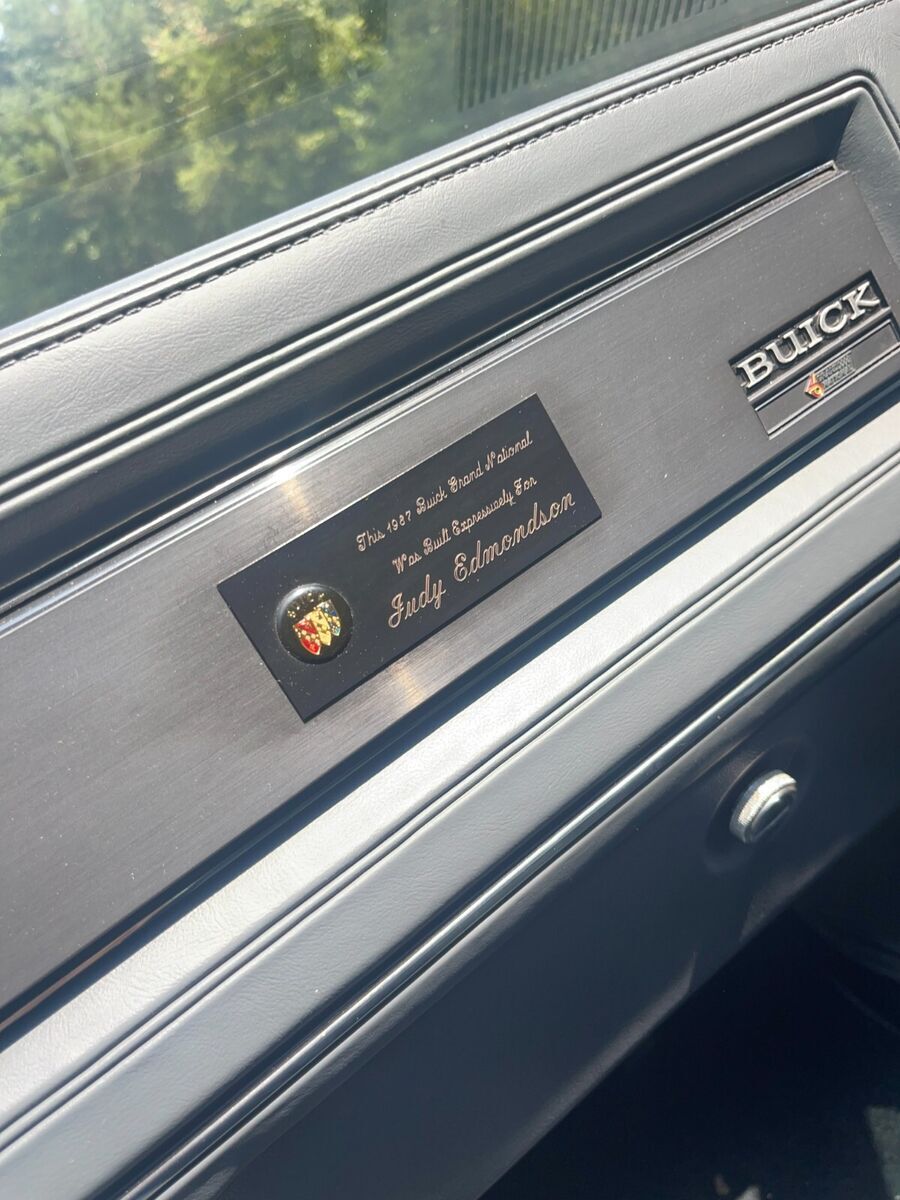 This 1987 Buick Grand National
Was Built Expressively For
Judy Edmondson
BUICK